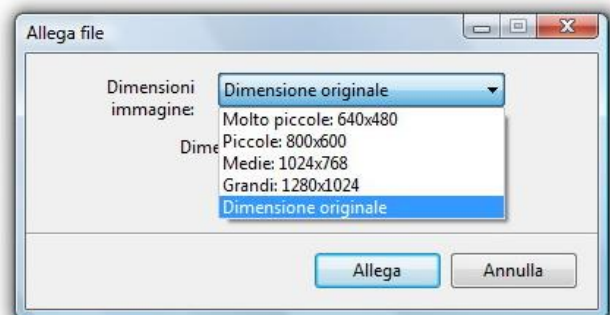 Allega file
Dimensioni
immagine:
Dimensione originale
Molto piccole: 640x480
Piccole: 800x600
Medie: 1024x768
Grandi: 1280x1024
Dimensione originale
Allega
Annulla